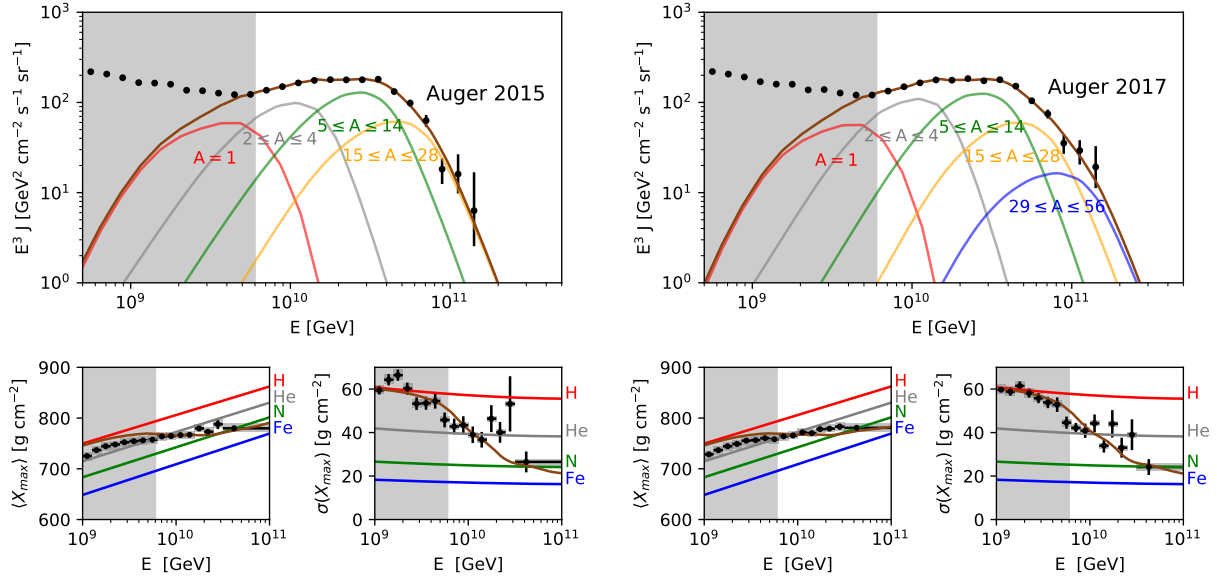 10³
10²
10¹
10⁰
E³ J [GeV² cm⁻² s⁻¹ sr⁻¹]
Auger 2015
A = 1
2 ≤ A ≤ 4
5 ≤ A ≤ 14
15 ≤ A ≤ 28
10⁹
10¹⁰
10¹¹
E [GeV]
10³
10²
10¹
10⁰
E³ J [GeV² cm⁻² s⁻¹ sr⁻¹]
Auger 2017
A = 1
2 ≤ A ≤ 4
5 ≤ A ≤ 14
15 ≤ A ≤ 28
29 ≤ A ≤ 56
10⁹
10¹⁰
10¹¹
E [GeV]
900
800
700
600
⟨X_max⟩ [g cm⁻²]
H
He
N
Fe
10⁹
10¹⁰
10¹¹
E [GeV]
60
40
20
0
σ(X_max) [g cm⁻²]
H
He
N
Fe
10⁹
10¹⁰
10¹¹
E [GeV]
900
800
700
600
⟨X_max⟩ [g cm⁻²]
H
He
N
Fe
10⁹
10¹⁰
10¹¹
E [GeV]
60
40
20
0
σ(X_max) [g cm⁻²]
H
He
N
Fe
10⁹
10¹⁰
10¹¹
E [GeV]